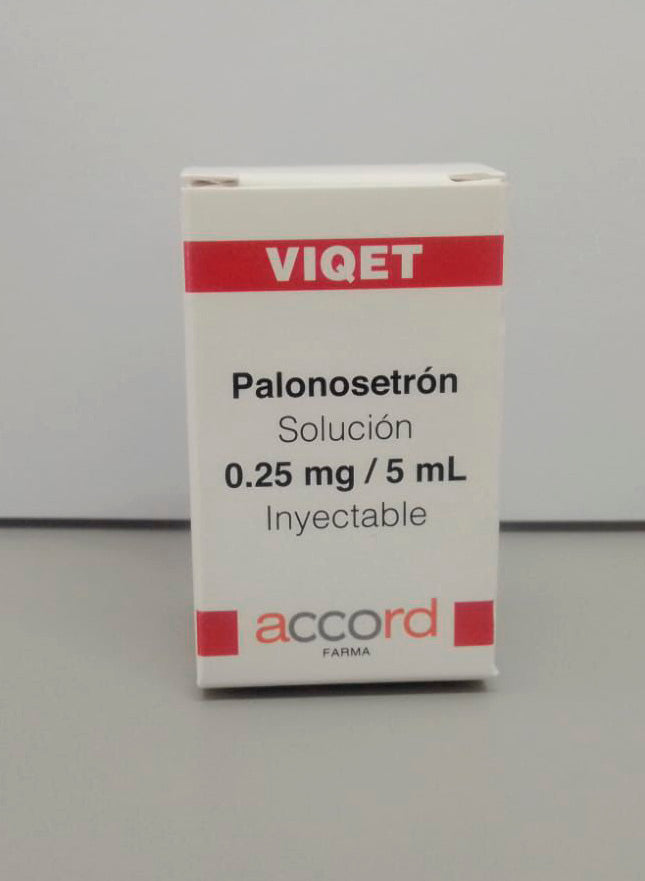 VIQET
Palonosetrón
Solución
0.25 mg / 5 mL
Inyectable
accord
FARMA